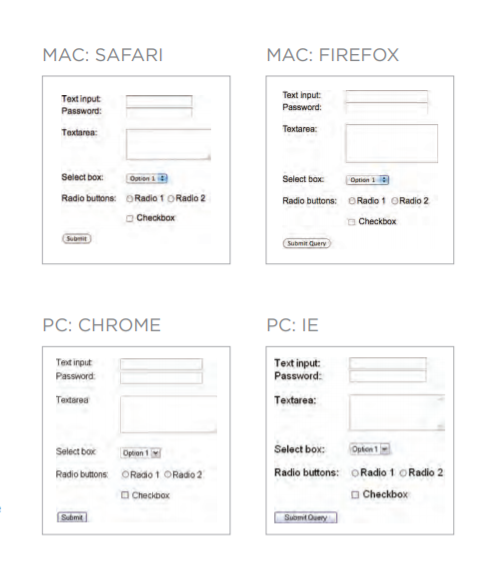 MAC: SAFARI
Text input:
Password:
Textarea:
Select box: Option 1
Radio buttons: Radio 1 Radio 2
Checkbox
Submit
MAC: FIREFOX
Text input:
Password:
Textarea:
Select box: Option 1
Radio buttons: Radio 1 Radio 2
Checkbox
Submit Query
PC: CHROME
Text input:
Password:
Textarea:
Select box: Option 1
Radio buttons: Radio 1 Radio 2
Checkbox
Submit
PC: IE
Text input:
Password:
Textarea:
Select box: Option 1
Radio buttons: Radio 1 Radio 2
Checkbox
Submit Query